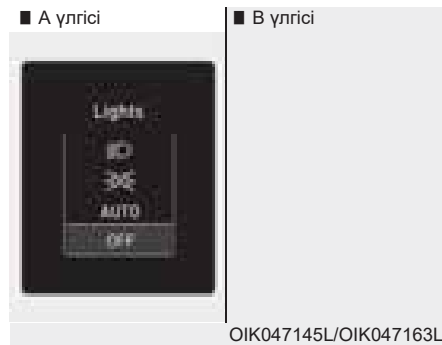 ■ А үлгісі
■ В үлгісі
Lights
AUTO
OFF
OIK047145L/OIK047163L